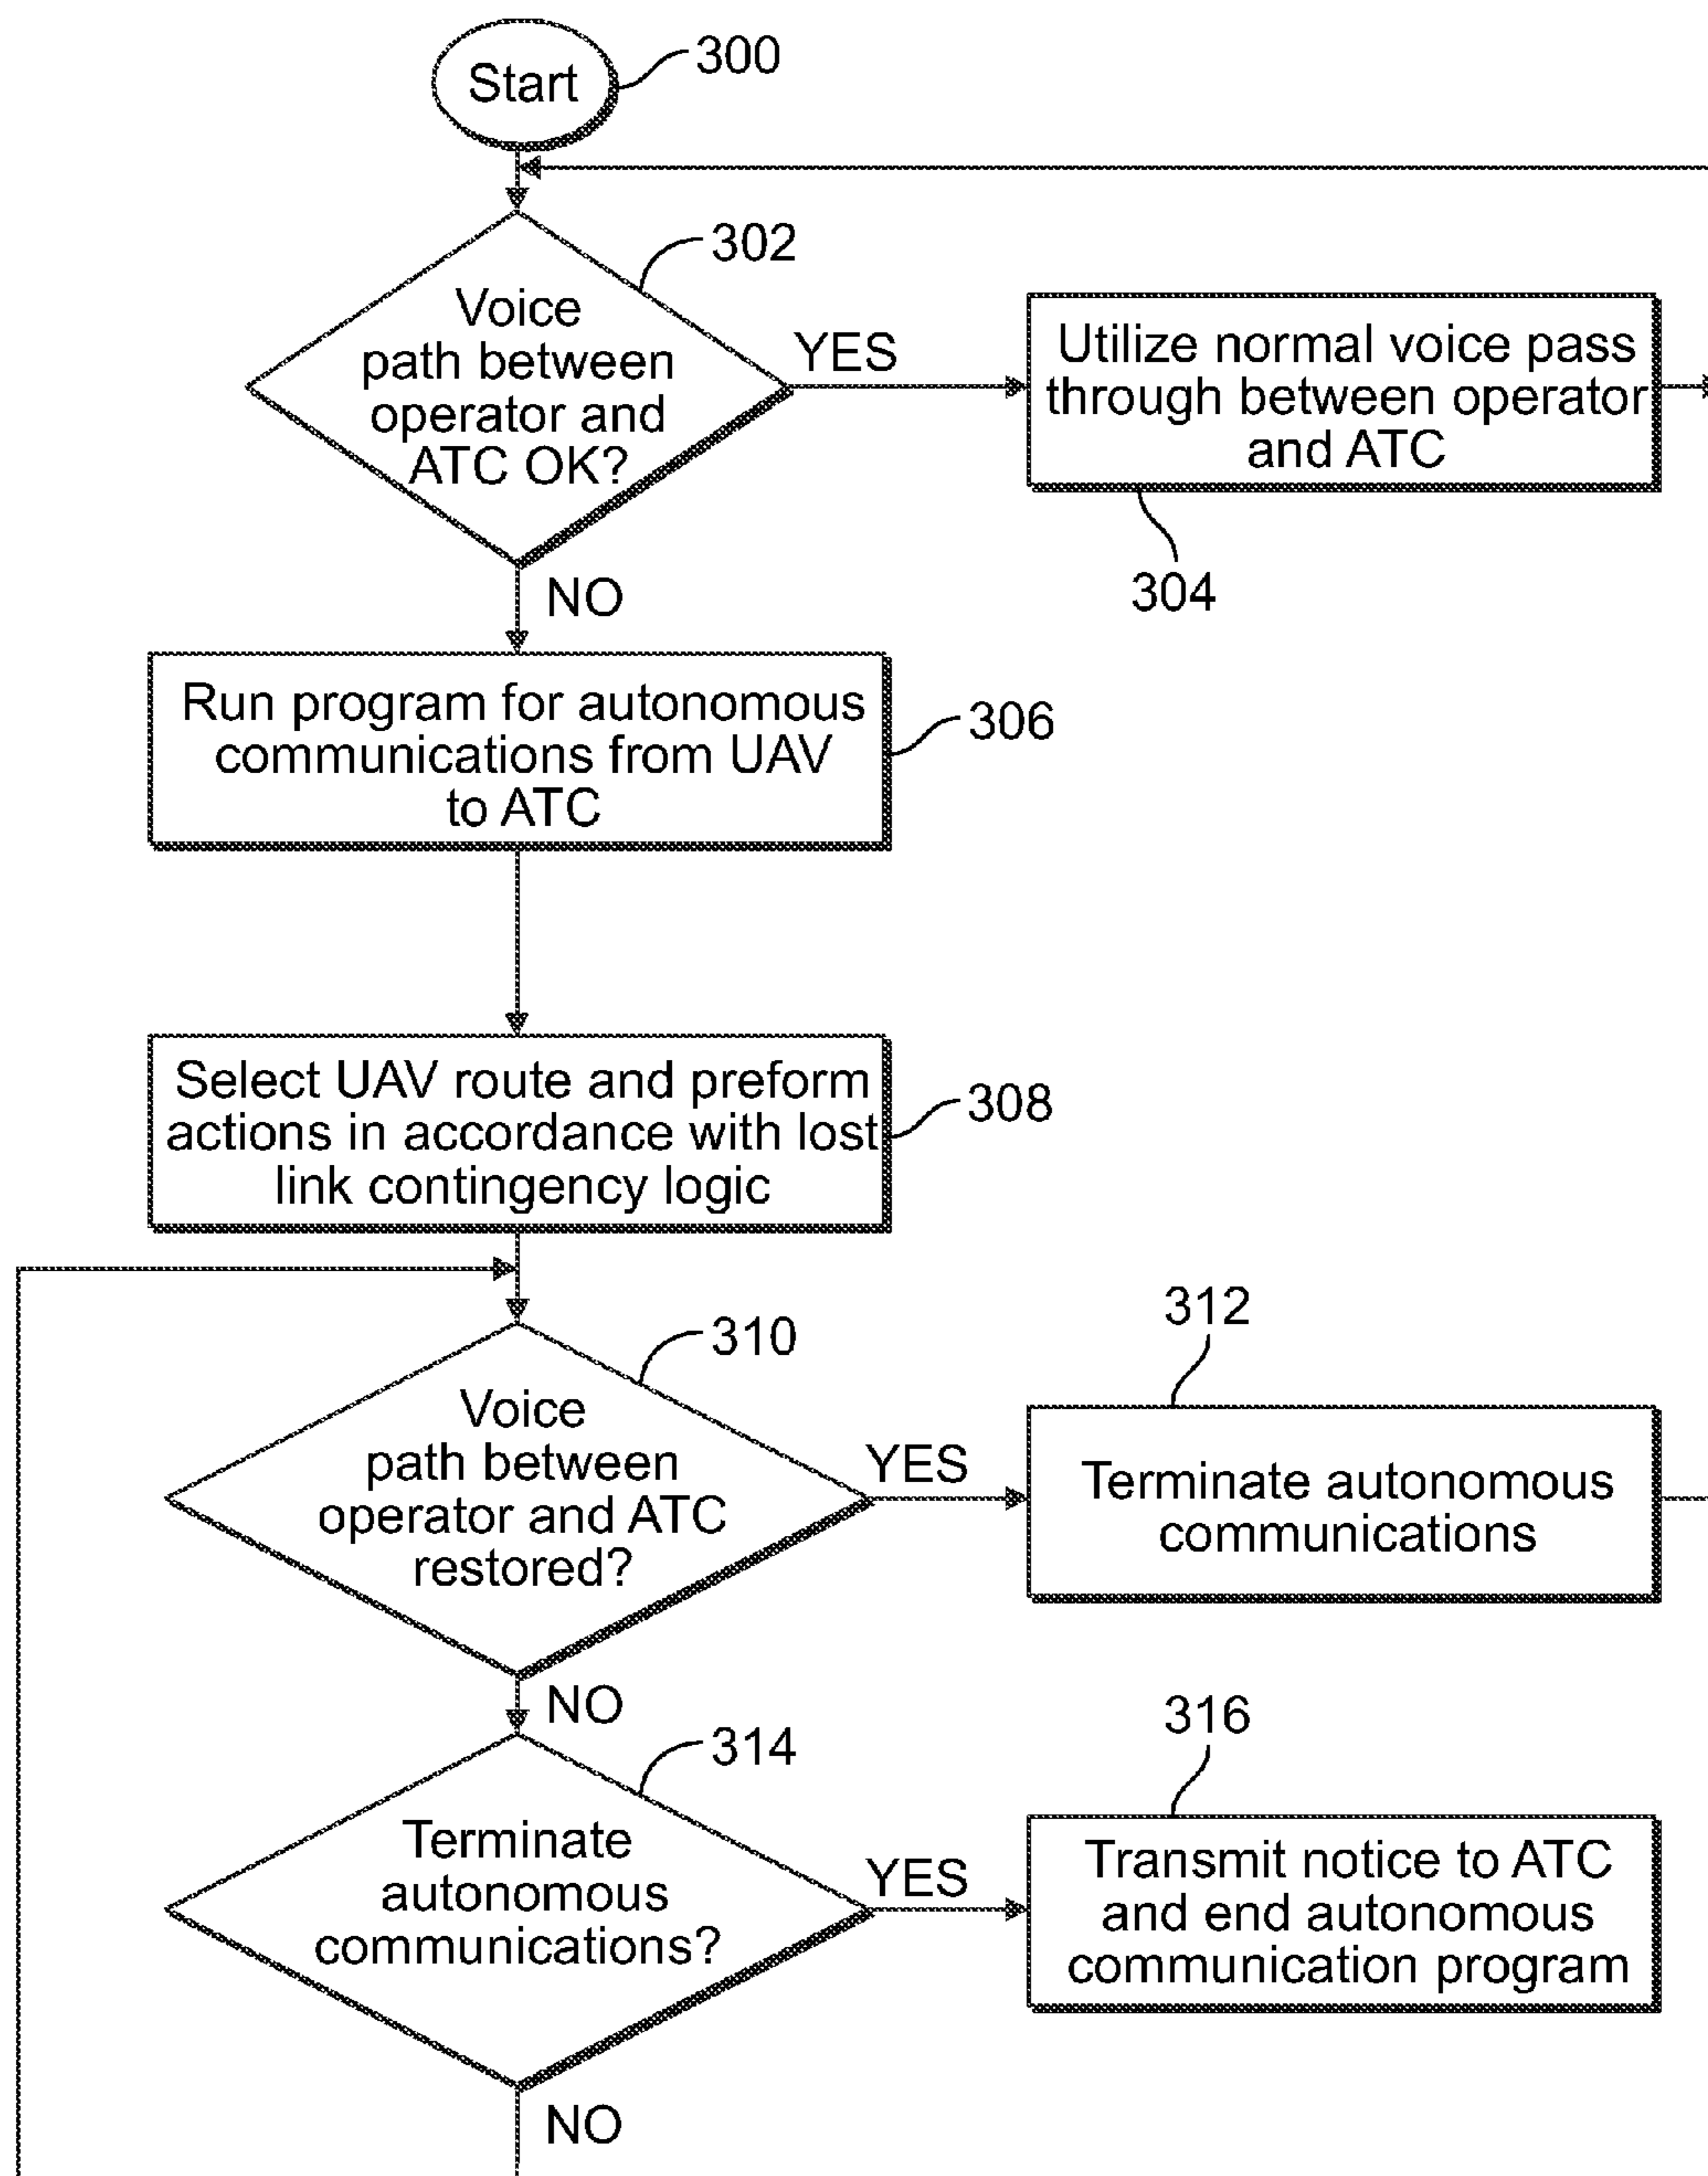 Start
300
302
Voice
path between
operator and
ATC OK?
YES
Utilize normal voice pass
through between operator
and ATC
304
NO
Run program for autonomous
communications from UAV
to ATC
306
Select UAV route and preform
actions in accordance with lost
link contingency logic
308
310
Voice
path between
operator and ATC
restored?
YES
312
Terminate autonomous
communications
NO
314
Terminate
autonomous
communications?
YES
316
Transmit notice to ATC
and end autonomous
communication program
NO